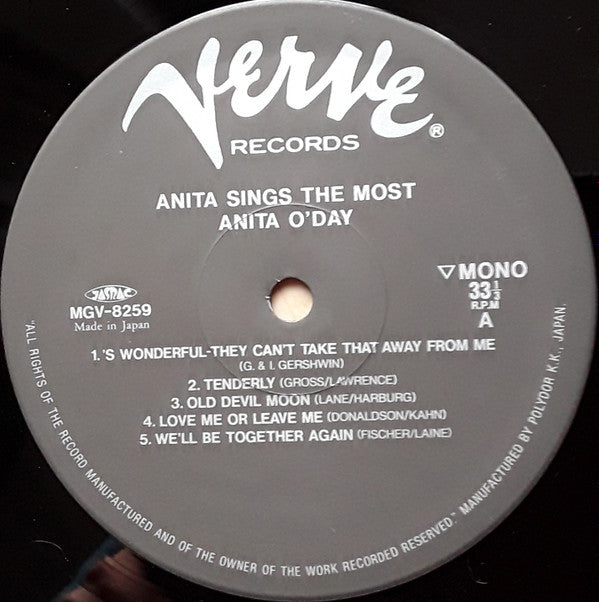 Verve®
RECORDS
ANITA SINGS THE MOST
ANITA O'DAY
JASRAC
MGV-8259
Made in Japan
▽MONO
33 1/3
R.P.M
A
1. 'S WONDERFUL-THEY CAN'T TAKE THAT AWAY FROM ME
(G. & I. GERSHWIN)
2. TENDERLY (GROSS/LAWRENCE)
3. OLD DEVIL MOON (LANE/HARBURG)
4. LOVE ME OR LEAVE ME (DONALDSON/KAHN)
5. WE'LL BE TOGETHER AGAIN (FISCHER/LAINE)
"ALL RIGHTS OF THE RECORD MANUFACTURED AND OF THE OWNER OF THE WORK RECORDED RESERVED." MANUFACTURED BY POLYDOR K.K., JAPAN.